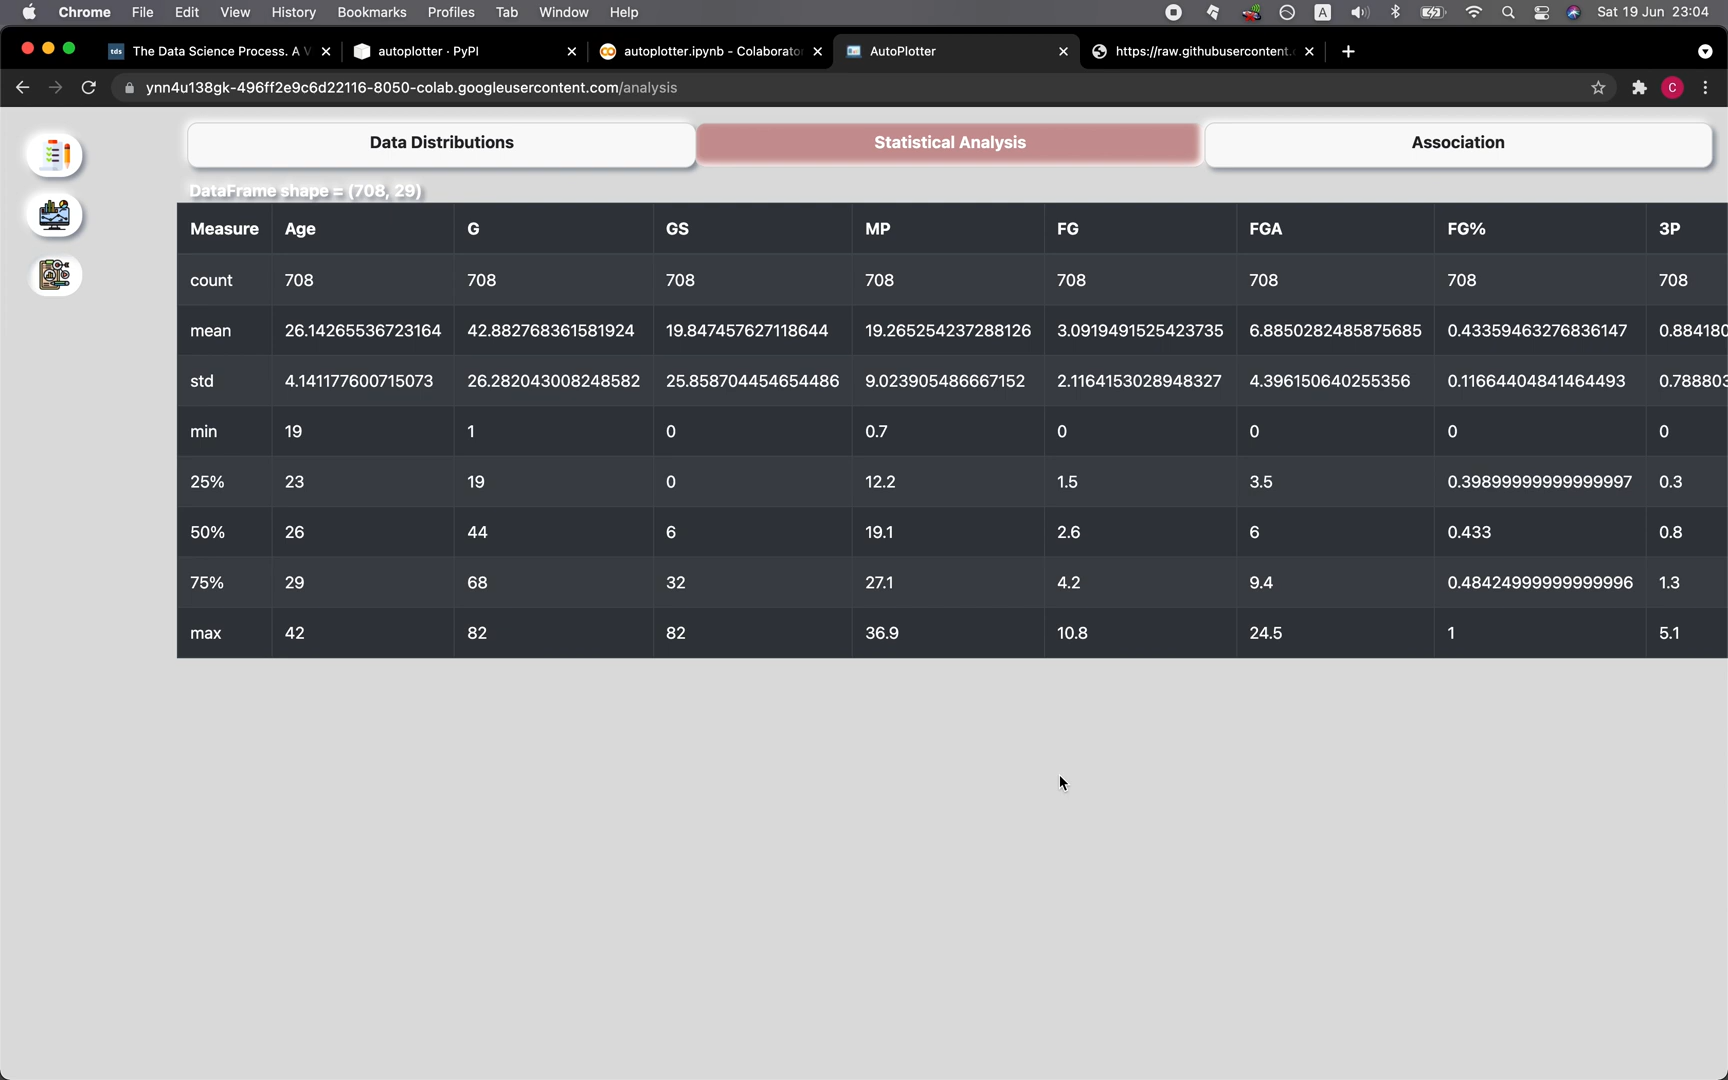 Chrome File Edit View History Bookmarks Profiles Tab Window Help A Sat 19 Jun 23:04
tds The Data Science Process. A V autoplotter · PyPI autoplotter.ipynb - Colaborato AutoPlotter https://raw.githubusercontent.
ynn4u138gk-496ff2e9c6d22116-8050-colab.googleusercontent.com/analysis C
Data Distributions Statistical Analysis Association
DataFrame shape = (708, 29)
Measure Age G GS MP FG FGA FG% 3P
count 708 708 708 708 708 708 708 708
mean 26.14265536723164 42.882768361581924 19.847457627118644 19.265254237288126 3.0919491525423735 6.8850282485875685 0.43359463276836147 0.884180
std 4.141177600715073 26.282043008248582 25.858704454654486 9.023905486667152 2.1164153028948327 4.396150640255356 0.11664404841464493 0.788803
min 19 1 0 0.7 0 0 0 0
25% 23 19 0 12.2 1.5 3.5 0.39899999999999997 0.3
50% 26 44 6 19.1 2.6 6 0.433 0.8
75% 29 68 32 27.1 4.2 9.4 0.48424999999999996 1.3
max 42 82 82 36.9 10.8 24.5 1 5.1